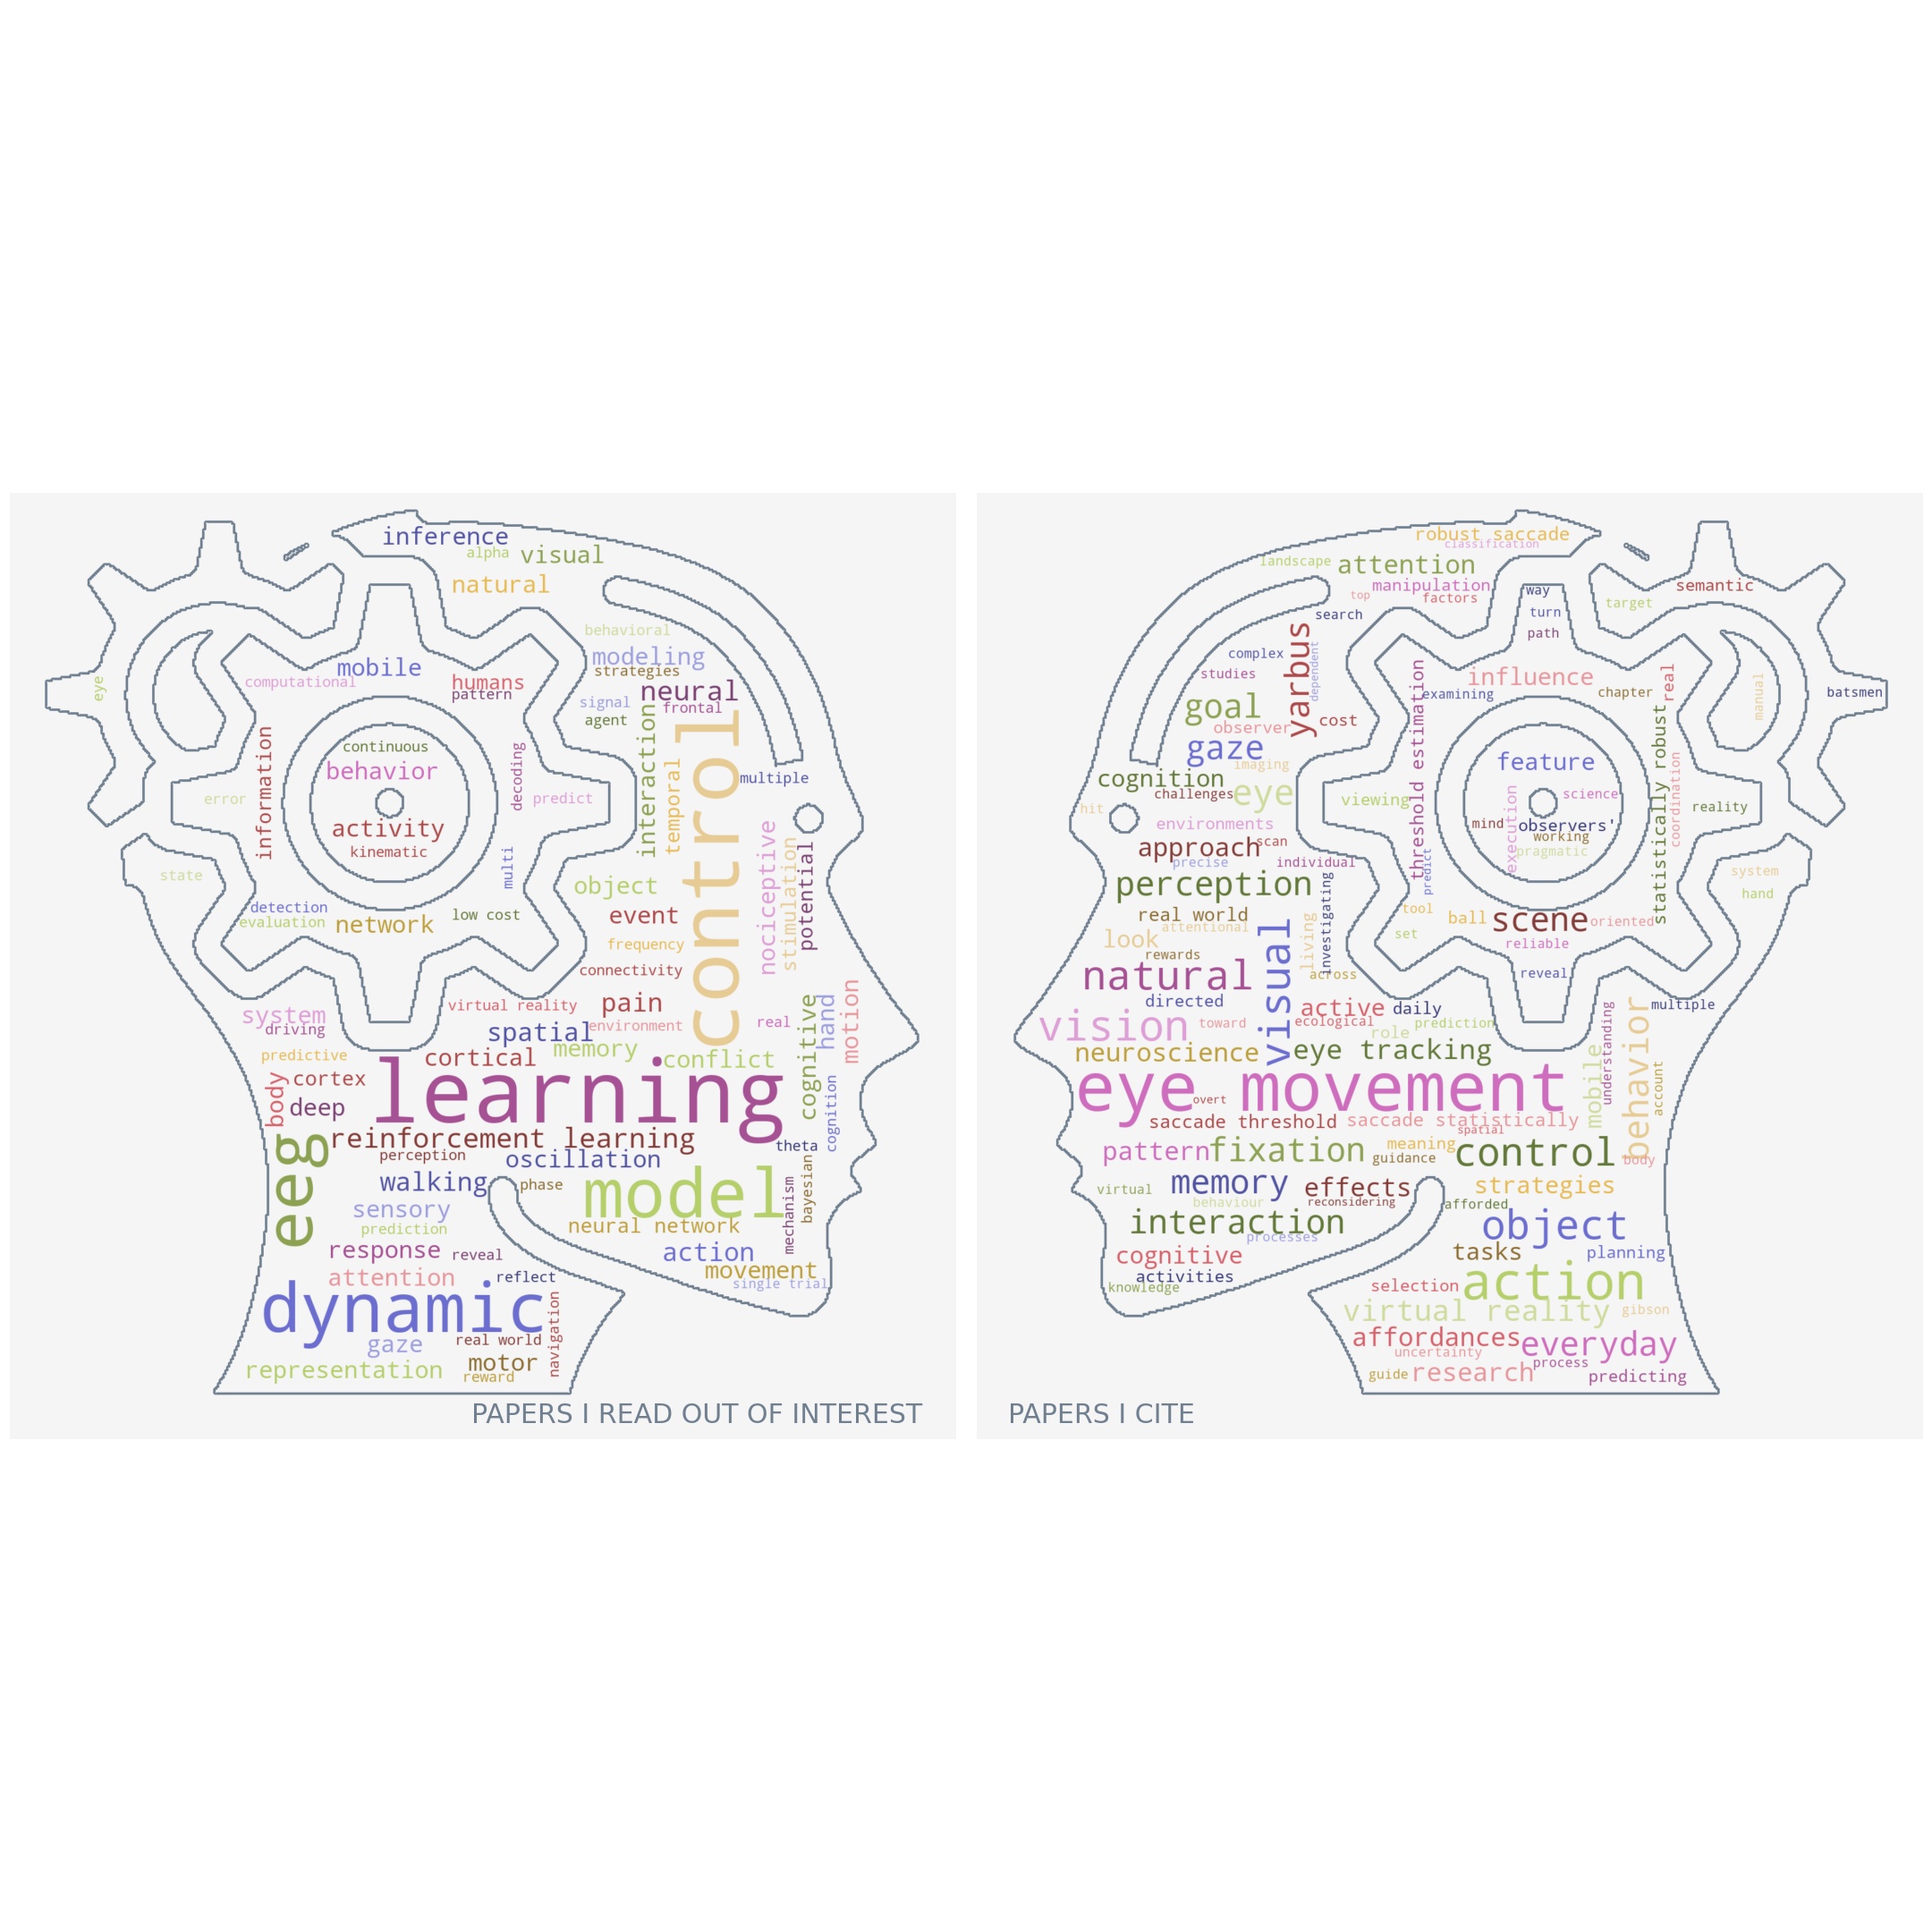 inference
alpha
visual
natural
behavioral
modeling
strategies
mobile
computational
humans
pattern
eye
signal
neural
frontal
agent
control
interaction
temporal
multiple
continuous
behavior
information
decoding
error
predict
activity
kinematic
multi
state
nociceptive
stimulation
potential
object
detection
evaluation
network
low cost
event
frequency
connectivity
system
driving
virtual reality
pain
spatial
environment
real
cognitive
hand
motion
predictive
cortical
memory
conflict
body
cortex
deep
learning
cognition
eeg
reinforcement learning
perception
oscillation
theta
walking
phase
model
mechanism
bayesian
sensory
prediction
neural network
response
reveal
action
movement
single trial
attention
reflect
dynamic
navigation
gaze
real world
representation
motor
reward
PAPERS I READ OUT OF INTEREST
robust saccade
classification
landscape
attention
manipulation
top
factors
search
way
turn
path
target
semantic
yarbus
dependent
complex
studies
goal
observer
cost
gaze
imaging
threshold estimation
examining
influence
chapter
real
manual
batsmen
cognition
challenges
eye
hit
environments
scan
approach
precise
individual
perception
viewing
predict
feature
science
execution
mind
observers'
working
pragmatic
statistically robust
coordination
reality
system
hand
real world
attentional
look
rewards
natural
visual
living
investigating
across
tool
set
ball
scene
oriented
reliable
reveal
directed
vision
toward
active
daily
ecological
role
prediction
neuroscience
eye tracking
mobile
understanding
behavior
account
multiple
eye movement
overt
saccade threshold
saccade statistically
spatial
pattern
fixation
meaning
guidance
control
body
virtual
memory
effects
behaviour
reconsidering
strategies
afforded
interaction
processes
object
cognitive
activities
knowledge
tasks
planning
selection
action
virtual reality
gibson
affordances
everyday
uncertainty
process
guide
research
predicting
PAPERS I CITE